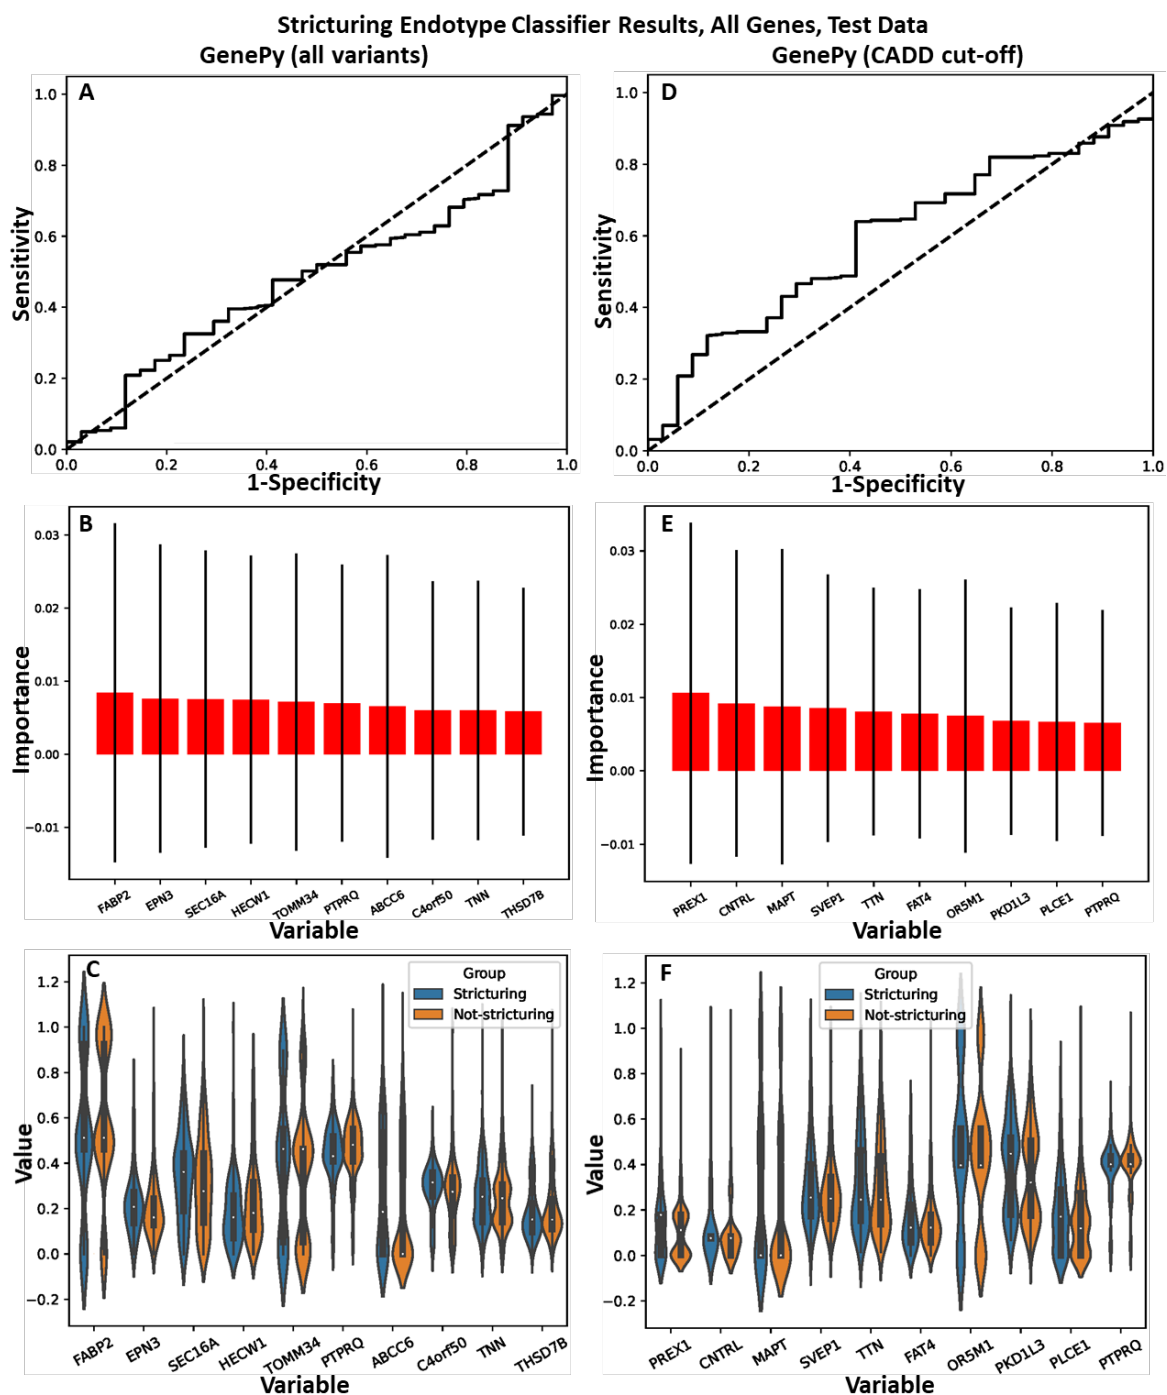 Stricturing Endotype Classifier Results, All Genes, Test Data
GenePy (all variants)
GenePy (CADD cut-off)
A
Sensitivity
1.0
0.8
0.6
0.4
0.2
0.0
0.0 0.2 0.4 0.6 0.8 1.0
1-Specificity
D
Sensitivity
1.0
0.8
0.6
0.4
0.2
0.0
0.0 0.2 0.4 0.6 0.8 1.0
1-Specificity
B
Importance
0.03
0.02
0.01
0.00
−0.01
FABP2 EPN3 SEC16A HECW1 TOMM34 PTPRQ ABCC6 C4orf50 TNN THSD7B
Variable
E
Importance
0.03
0.02
0.01
0.00
−0.01
PREX1 CNTRL MAPT SVEP1 TTN FAT4 OR5M1 PKD1L3 PLCE1 PTPRQ
Variable
C
Group
Stricturing
Not-stricturing
Value
1.2
1.0
0.8
0.6
0.4
0.2
0.0
−0.2
FABP2 EPN3 SEC16A HECW1 TOMM34 PTPRQ ABCC6 C4orf50 TNN THSD7B
Variable
F
Group
Stricturing
Not-stricturing
Value
1.2
1.0
0.8
0.6
0.4
0.2
0.0
−0.2
PREX1 CNTRL MAPT SVEP1 TTN FAT4 OR5M1 PKD1L3 PLCE1 PTPRQ
Variable